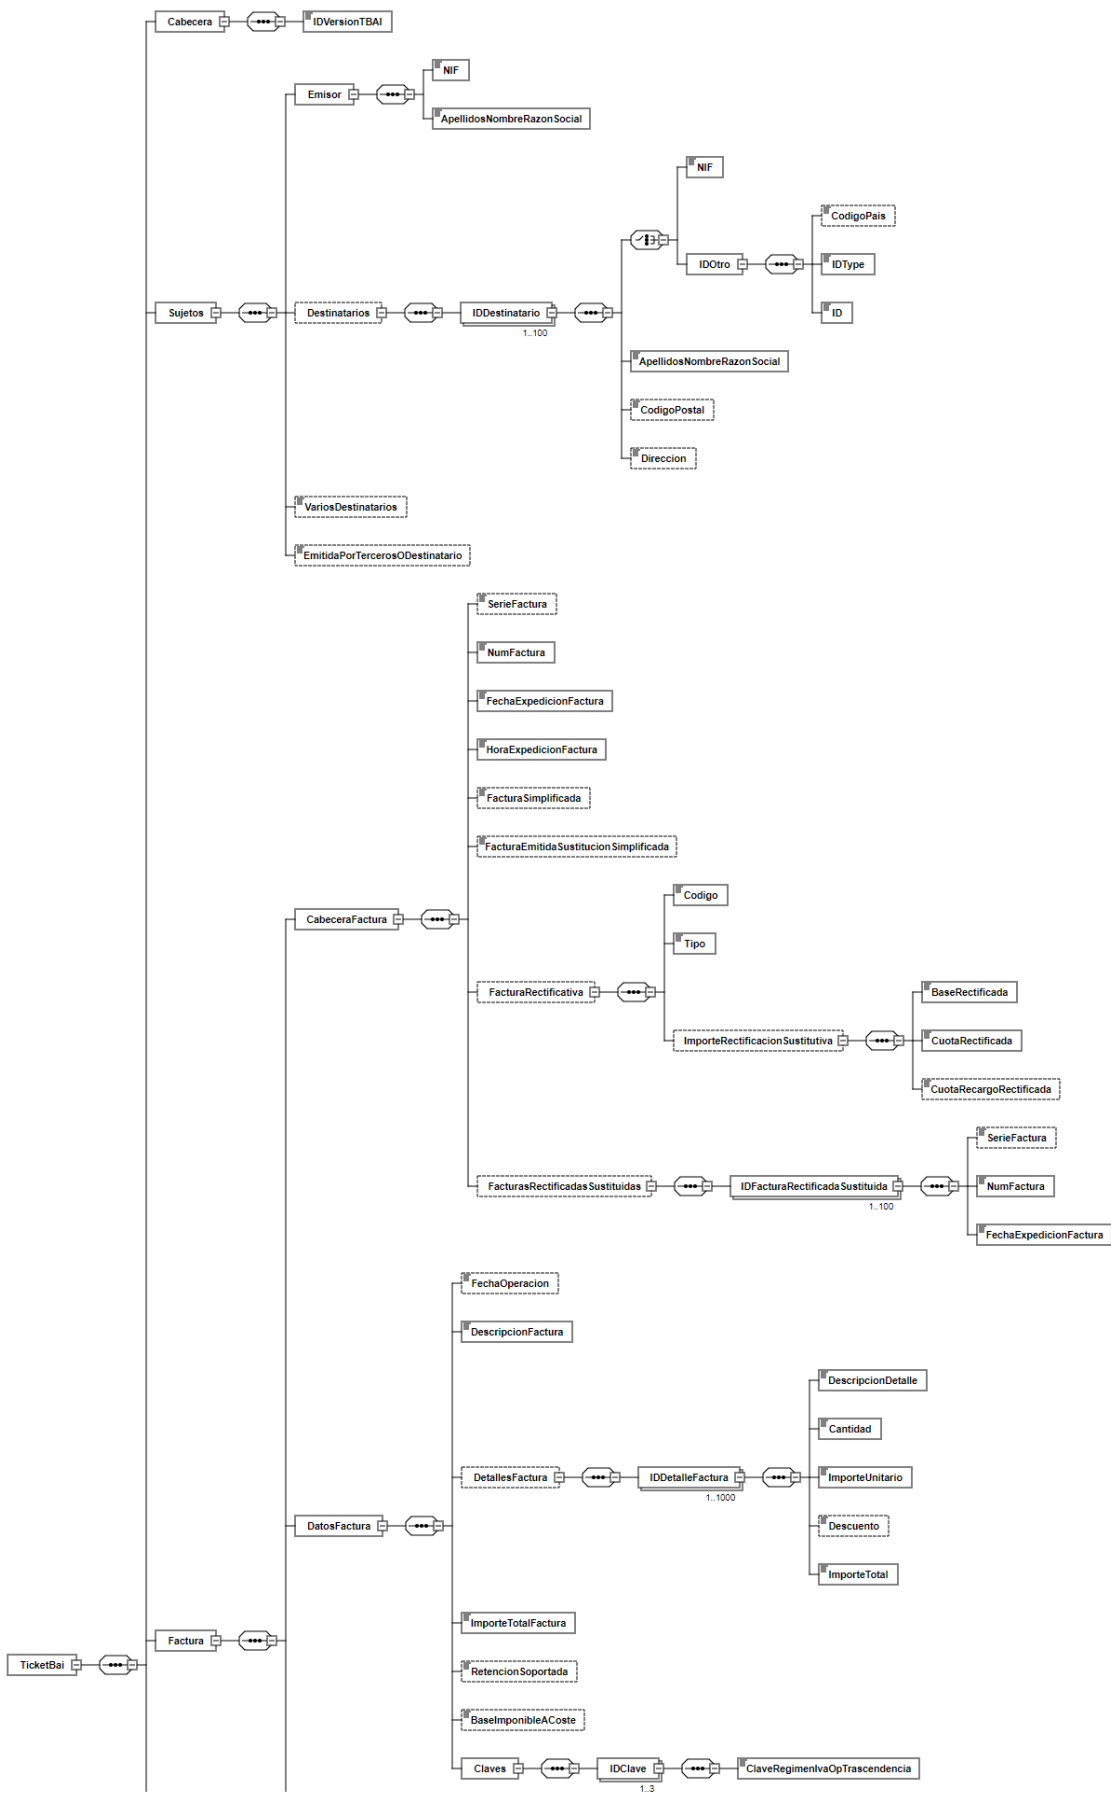 Cabecera
IDVersionTBAI
NIF
Emisor
ApellidosNombreRazonSocial
NIF
CodigoPais
IDOtro
IDType
Sujetos
Destinatarios
IDDestinatario
ID
1..100
ApellidosNombreRazonSocial
CodigoPostal
Direccion
VariosDestinatarios
EmitidaPorTercerosODestinatario
SerieFactura
NumFactura
FechaExpedicionFactura
HoraExpedicionFactura
FacturaSimplificada
FacturaEmitidaSustitucionSimplificada
Codigo
CabeceraFactura
Tipo
FacturaRectificativa
BaseRectificada
ImporteRectificacionSustitutiva
CuotaRectificada
CuotaRecargoRectificada
SerieFactura
FacturasRectificadasSustituidas
IDFacturaRectificadaSustituida
NumFactura
1..100
FechaExpedicionFactura
FechaOperacion
DescripcionFactura
DescripcionDetalle
Cantidad
DetallesFactura
IDDetalleFactura
ImporteUnitario
1..1000
DatosFactura
Descuento
ImporteTotal
ImporteTotalFactura
Factura
TicketBai
RetencionSoportada
BaseImponibleACoste
Claves
IDClave
ClaveRegimenIvaOpTrascendencia
1..3